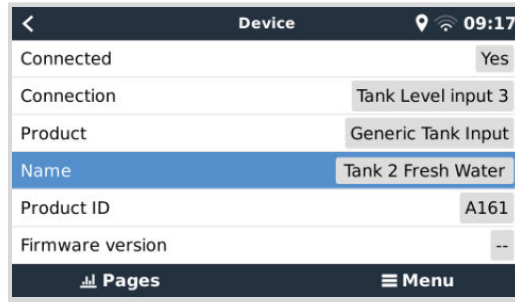 Device 09:17
Connected Yes
Connection Tank Level input 3
Product Generic Tank Input
Name Tank 2 Fresh Water
Product ID A161
Firmware version --
Pages Menu